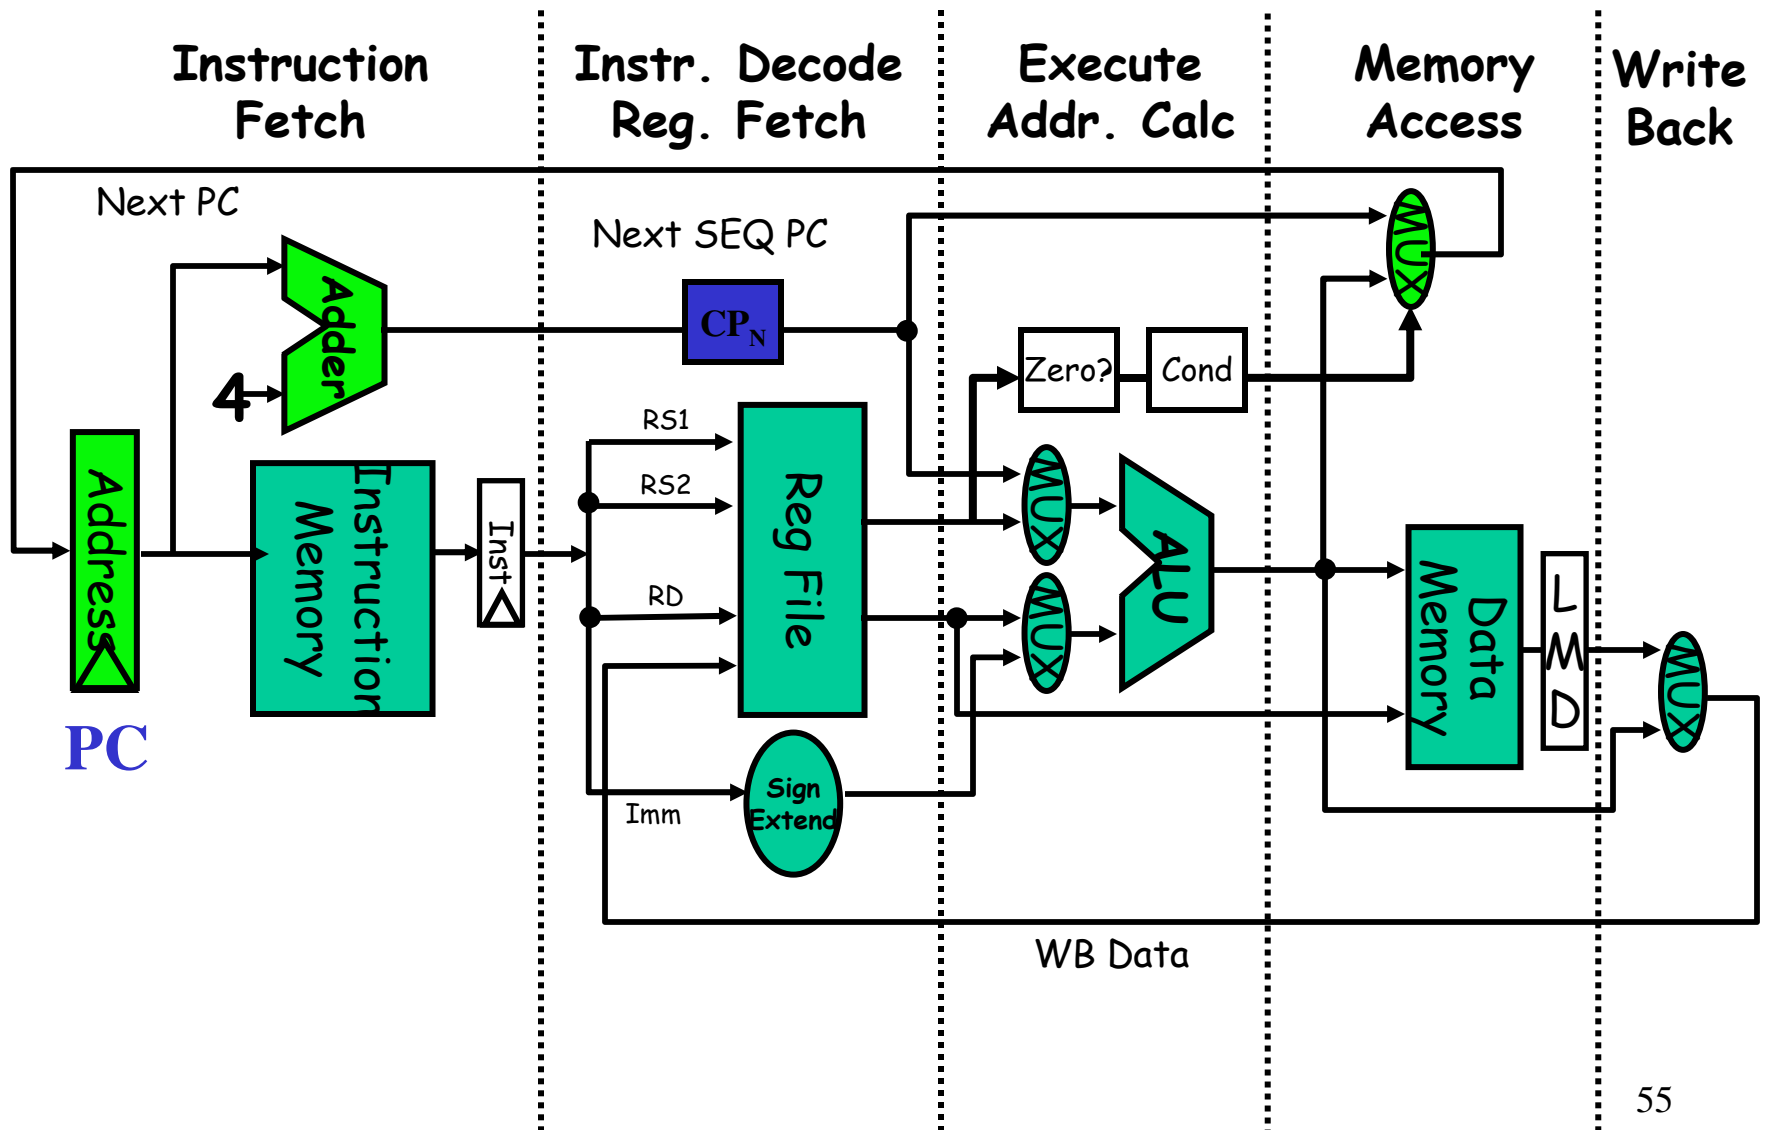 Instruction
Fetch
Instr. Decode
Reg. Fetch
Execute
Addr. Calc
Memory
Access
Write
Back
Next PC
Next SEQ PC
MUX
Adder
4
CP_N
Zero?
Cond
Address
PC
Instruction
Memory
Inst
RS1
RS2
RD
Imm
Reg File
Sign
Extend
MUX
MUX
ALU
Data
Memory
L
M
D
MUX
WB Data
55